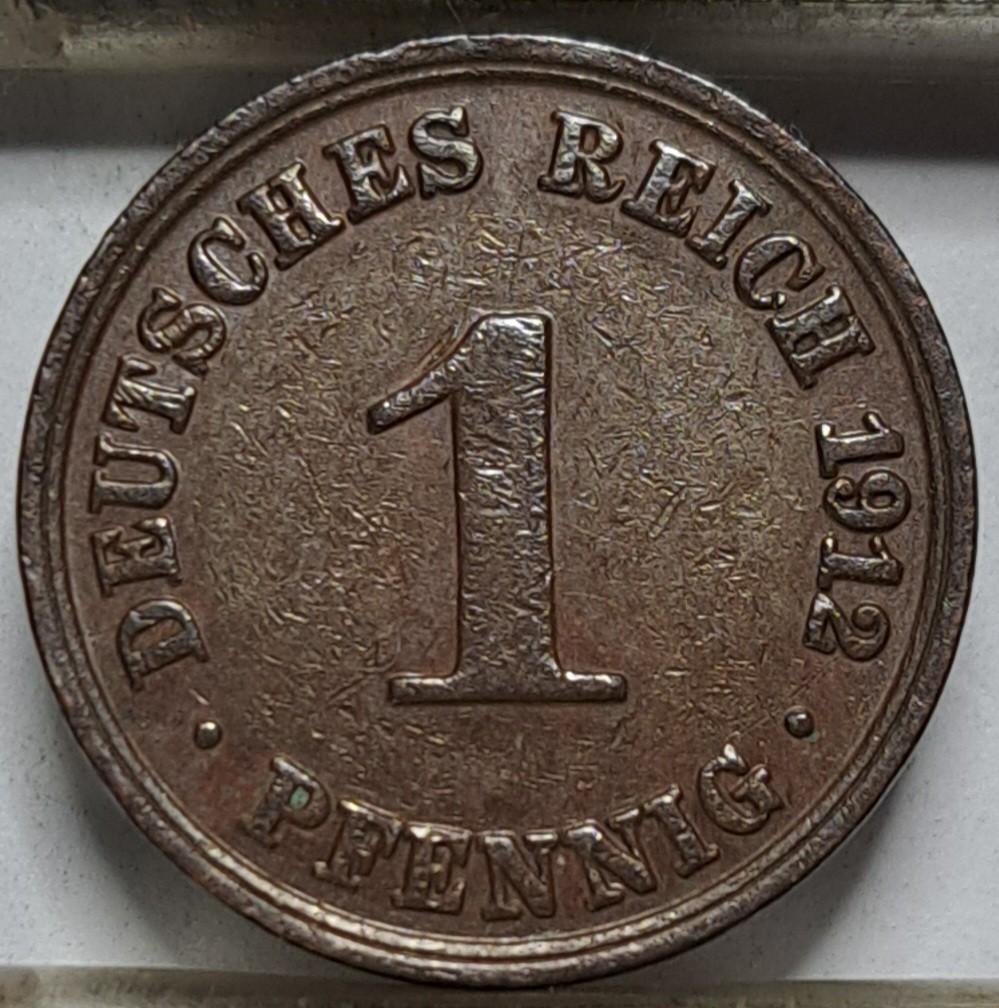 DEUTSCHES REICH 1912
1
· PFENNIG ·